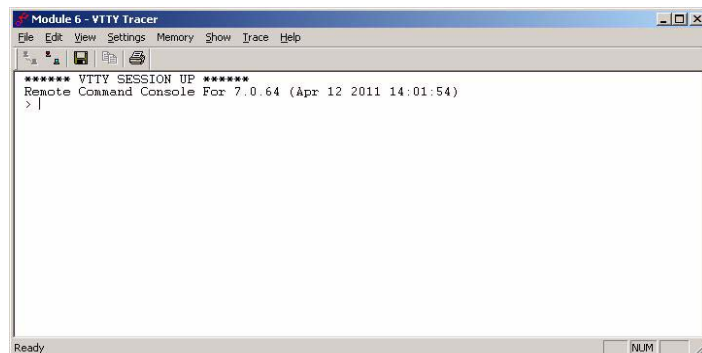 Module 6 - VTTY Tracer
File Edit View Settings Memory Show Trace Help
****** VTTY SESSION UP ******
Remote Command Console For 7.0.64 (Apr 12 2011 14:01:54)
>
Ready NUM